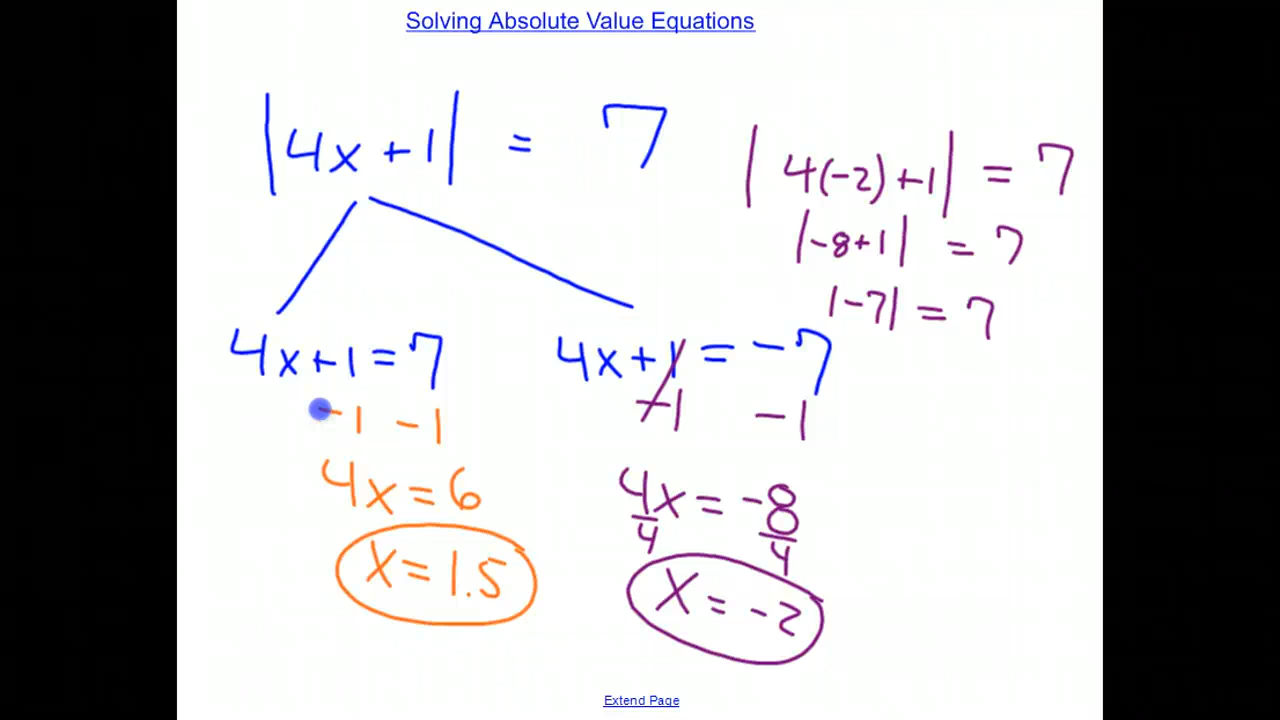 Solving Absolute Value Equations
|4x+1| = 7
4x+1=7
-1 -1
4x=6
x=1.5
4x+1=-7
-1 -1
4x = -8
4 4
x=-2
|4(-2)+1| = 7
|-8+1| = 7
|-7| = 7
Extend Page